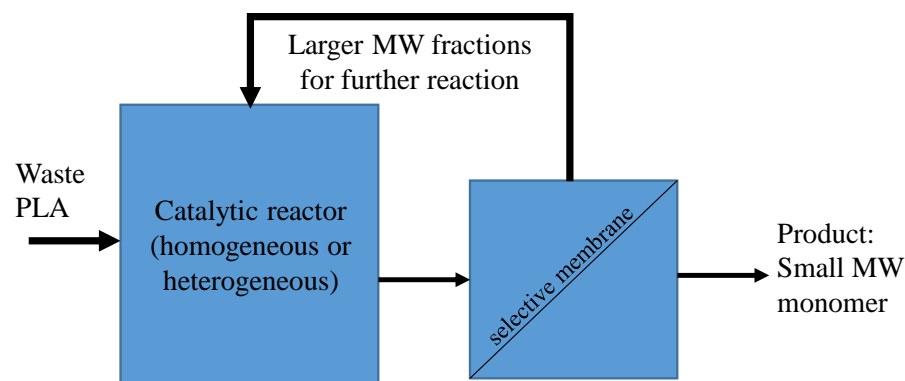 Larger MW fractions
for further reaction
Waste
PLA
Catalytic reactor
(homogeneous or
heterogeneous)
selective membrane
Product:
Small MW
monomer